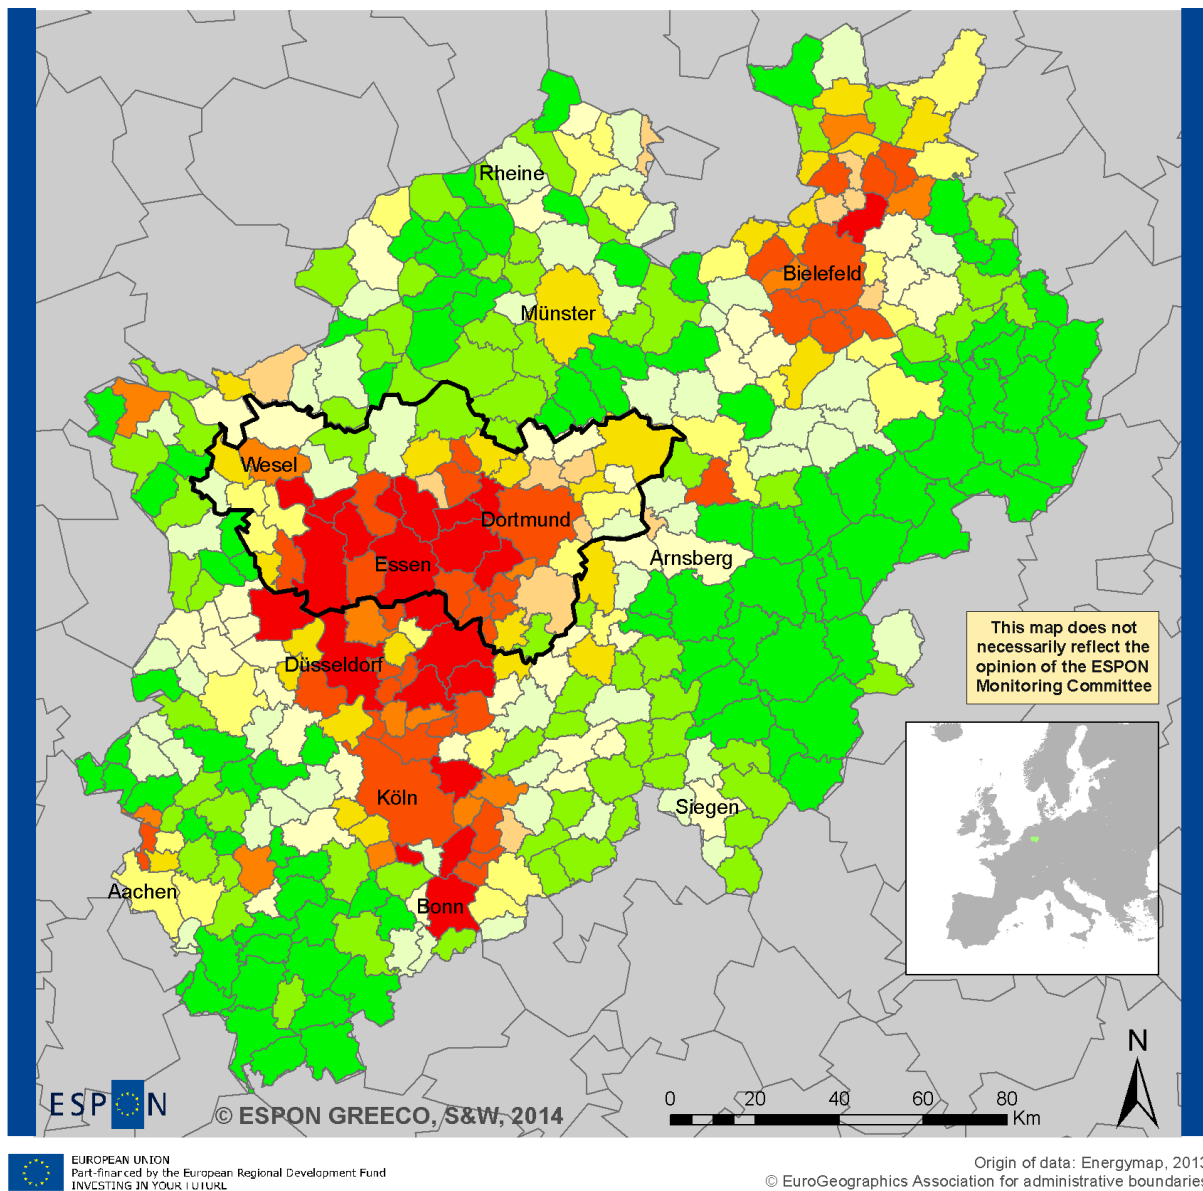 Rheine
Bielefeld
Münster
Wesel
Dortmund
Essen
Arnsberg
This map does not
necessarily reflect the
opinion of the ESPON
Monitoring Committee
Düsseldorf
Köln
Siegen
Aachen
Bonn
N
ESPON
© ESPON GREECO, S&W, 2014
0 20 40 60 80
Km
EUROPEAN UNION
Part-financed by the European Regional Development Fund
INVESTING IN YOUR FUTURE
Origin of data: Energymap, 2013
© EuroGeographics Association for administrative boundaries